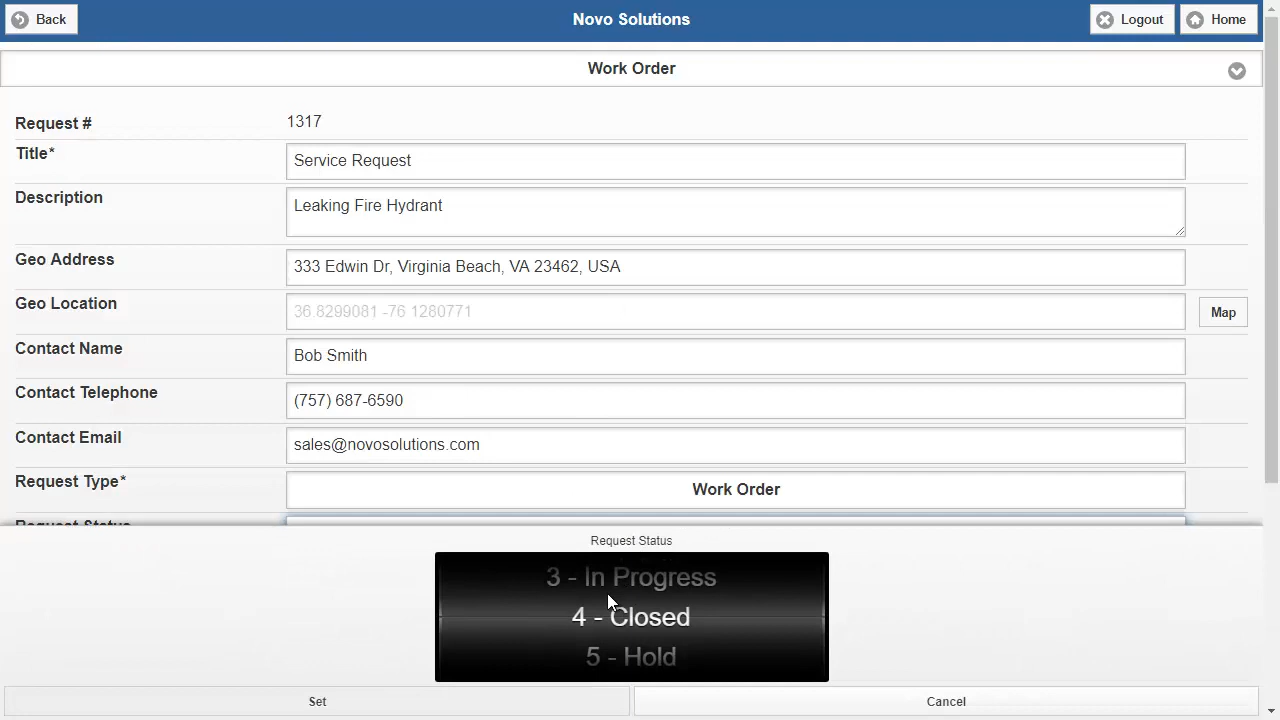 Back
Novo Solutions
Logout
Home
Work Order
Request #
1317
Title*
Service Request
Description
Leaking Fire Hydrant
Geo Address
333 Edwin Dr, Virginia Beach, VA 23462, USA
Geo Location
36.8299081 -76.1280771
Map
Contact Name
Bob Smith
Contact Telephone
(757) 687-6590
Contact Email
sales@novosolutions.com
Request Type*
Work Order
Request Status
Request Status
3 - In Progress
4 - Closed
5 - Hold
Set
Cancel